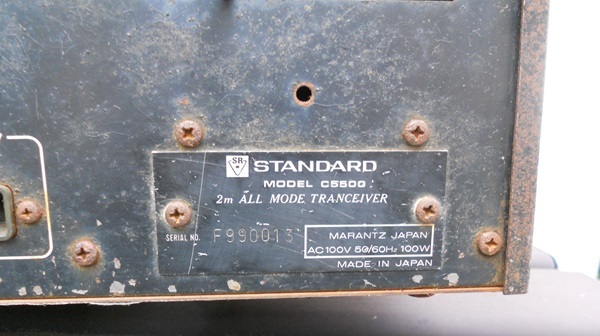 SR STANDARD
MODEL C5500
2m ALL MODE TRANCEIVER
SERIAL NO. F990013
MARANTZ JAPAN
AC100V 50/60Hz 100W
MADE IN JAPAN